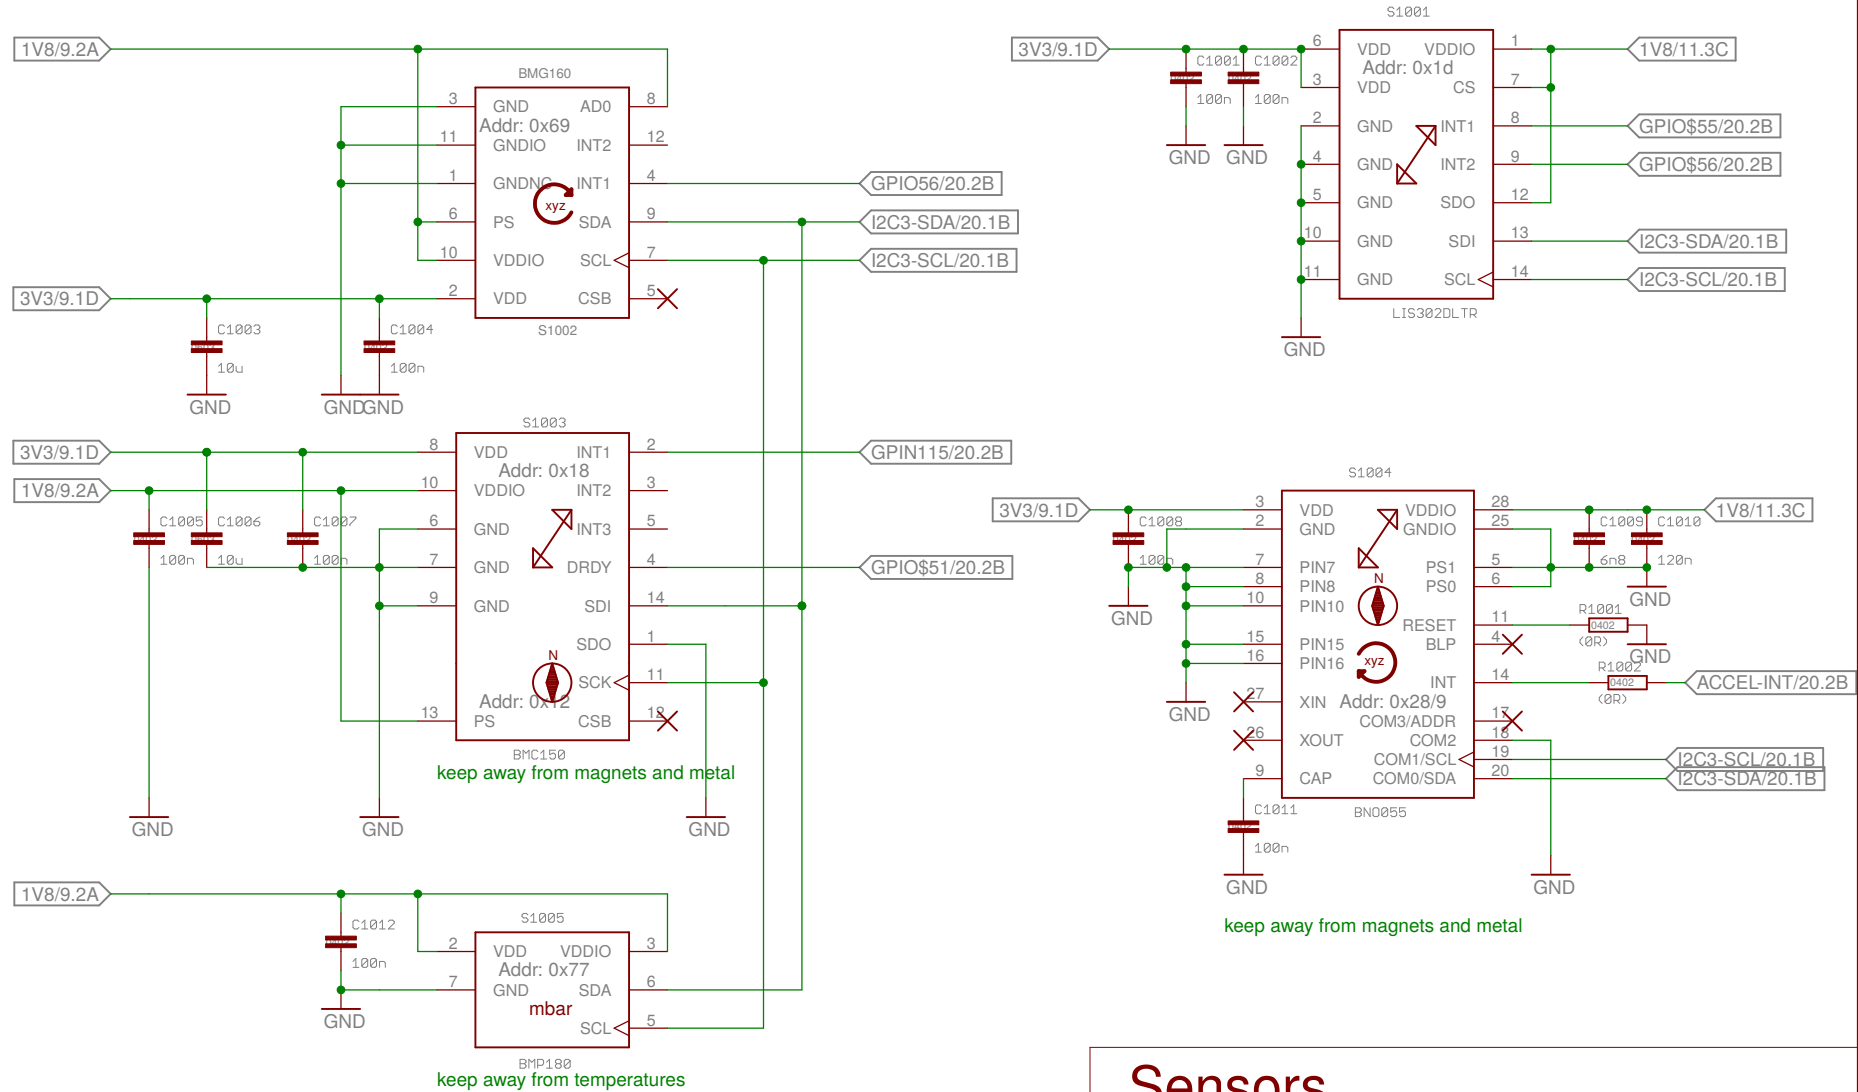 1V8/9.2A
BMG160
3 GND AD0 8
Addr: 0x69
11 GNDIO INT2 12
1 GNDNC INT1 4
GPIO56/20.2B
xyz
6 PS SDA 9
I2C3-SDA/20.1B
10 VDDIO SCL 7
I2C3-SCL/20.1B
3V3/9.1D
2 VDD CSB 5
S1002
C1003
10u
GND
C1004
100n
GND
GND
S1001
3V3/9.1D
C1001
100n
GND
C1002
100n
GND
6 VDD VDDIO 1
1V8/11.3C
Addr: 0x1d
3 VDD CS 7
2 GND INT1 8
GPIO$55/20.2B
4 GND INT2 9
GPIO$56/20.2B
5 GND SDO 12
10 GND SDI 13
I2C3-SDA/20.1B
11 GND SCL 14
I2C3-SCL/20.1B
LIS302DLTR
GND
S1003
3V3/9.1D
8 VDD INT1 2
GPIN115/20.2B
Addr: 0x18
1V8/9.2A
10 VDDIO INT2 3
C1005
100n
C1006
10u
C1007
100n
6 GND INT3 5
7 GND DRDY 4
GPIO$51/20.2B
9 GND SDI 14
SDO 1
N
SCK 11
Addr: 0x12
13 PS CSB 12
BMC150
keep away from magnets and metal
GND
GND
GND
S1004
3V3/9.1D
C1008
100n
GND
3 VDD VDDIO 28
1V8/11.3C
2 GND GNDIO 25
C1009
6n8
C1010
120n
GND
7 PIN7 PS1 5
8 PIN8 PS0 6
N
10 PIN10
RESET 11
R1001
0402
(0R)
GND
15 PIN15 BLP 4
16 PIN16
xyz
INT 14
R1002
0402
(0R)
ACCEL-INT/20.2B
GND
27 XIN Addr: 0x28/9
COM3/ADDR 17
26 XOUT COM2 18
COM1/SCL 19
I2C3-SCL/20.1B
9 CAP COM0/SDA 20
I2C3-SDA/20.1B
BNO055
C1011
100n
GND
GND
keep away from magnets and metal
1V8/9.2A
S1005
C1012
100n
GND
2 VDD VDDIO 3
Addr: 0x77
7 GND SDA 6
mbar
SCL 5
BMP180
keep away from temperatures
Sensors